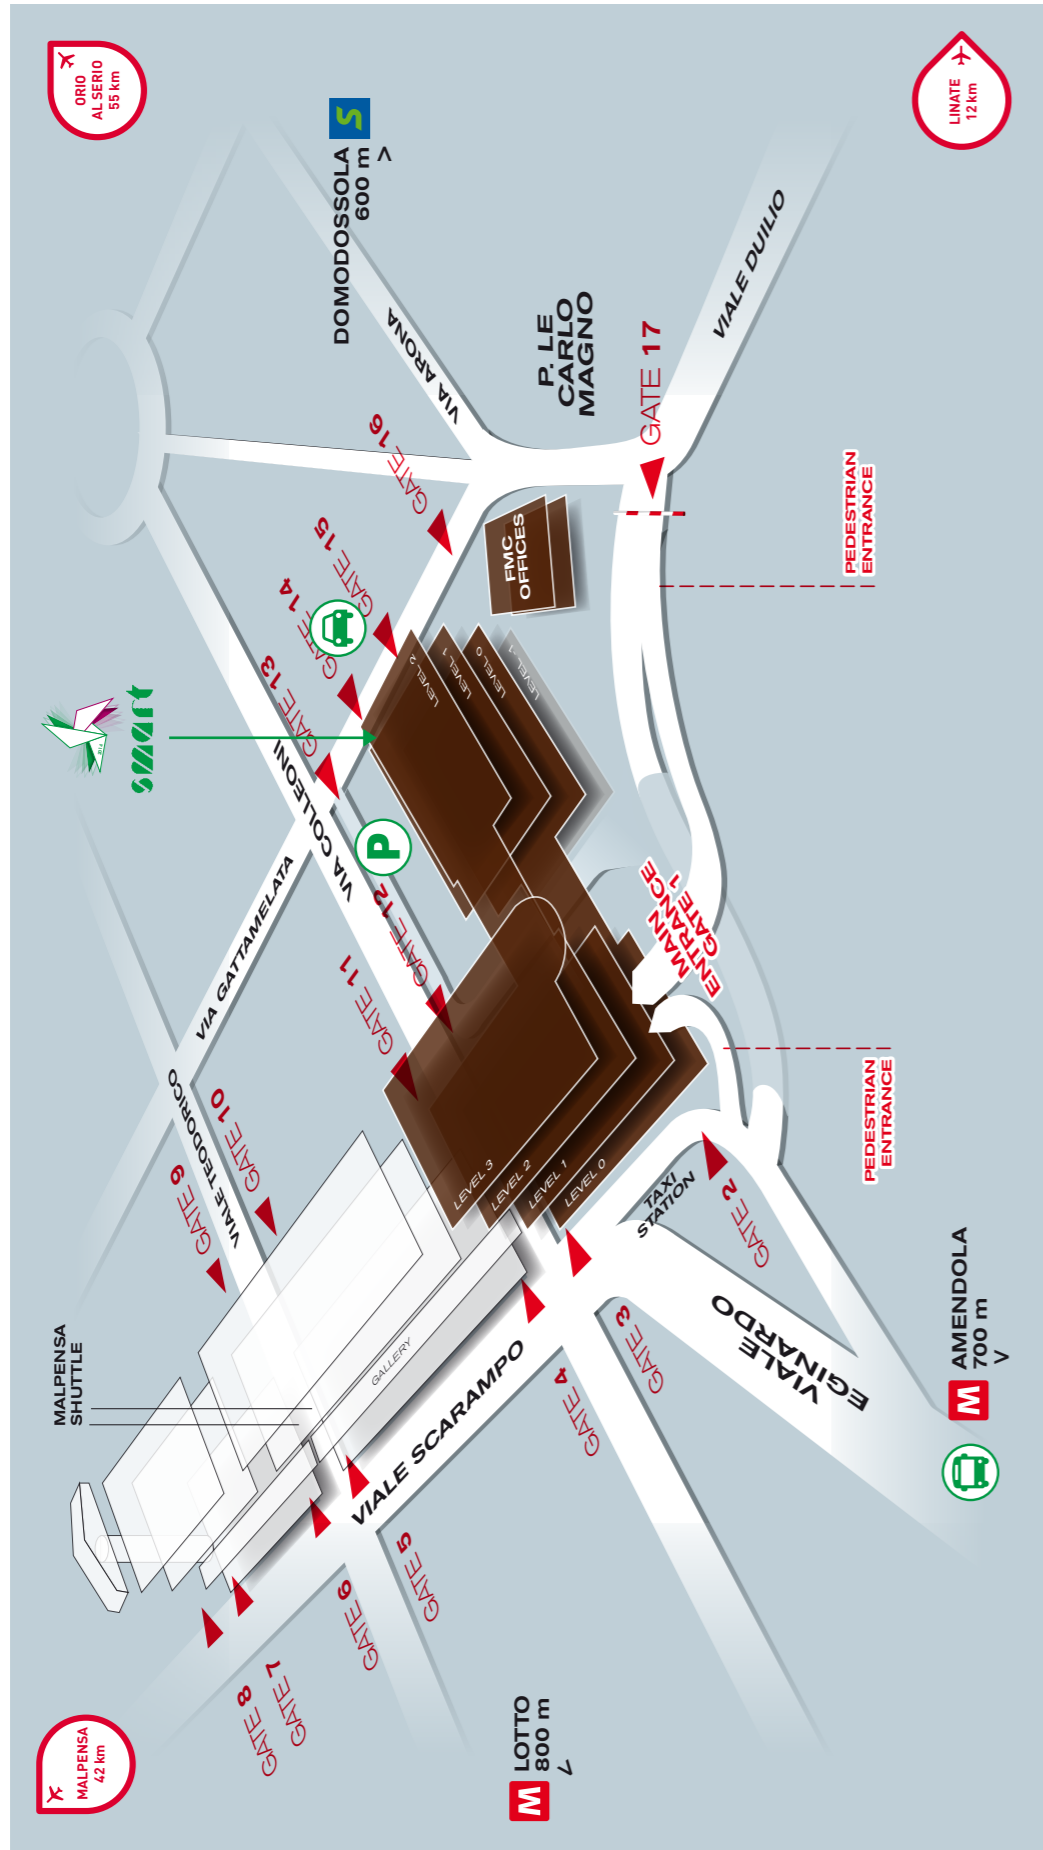 MALPENSA
42 km
ORIO
AL SERIO
55 km
LINATE
12 km
MALPENSA
SHUTTLE
smart
DOMODOSSOLA
600 m
>
S
VIA ARONA
P. LE
CARLO
MAGNO
VIALE DUILIO
VIA COLLEONI
VIA GATTAMELATA
VIALE TEODORICO
VIALE SCARAMPO
VIALE
EGINARDO
TAXI
STATION
GALLERY
GATE 8
GATE 7
GATE 6
GATE 5
GATE 4
GATE 3
GATE 2
GATE 9
GATE 10
GATE 11
GATE 12
GATE 13
GATE 14
GATE 15
GATE 16
GATE 17
P
LEVEL 3
LEVEL 2
LEVEL 1
LEVEL 0
LEVEL 2
LEVEL 1
LEVEL 0
LEVEL -1
FMC
OFFICES
MAIN
ENTRANCE
GATE 1
PEDESTRIAN
ENTRANCE
PEDESTRIAN
ENTRANCE
M
LOTTO
800 m
<
M
AMENDOLA
700 m
V